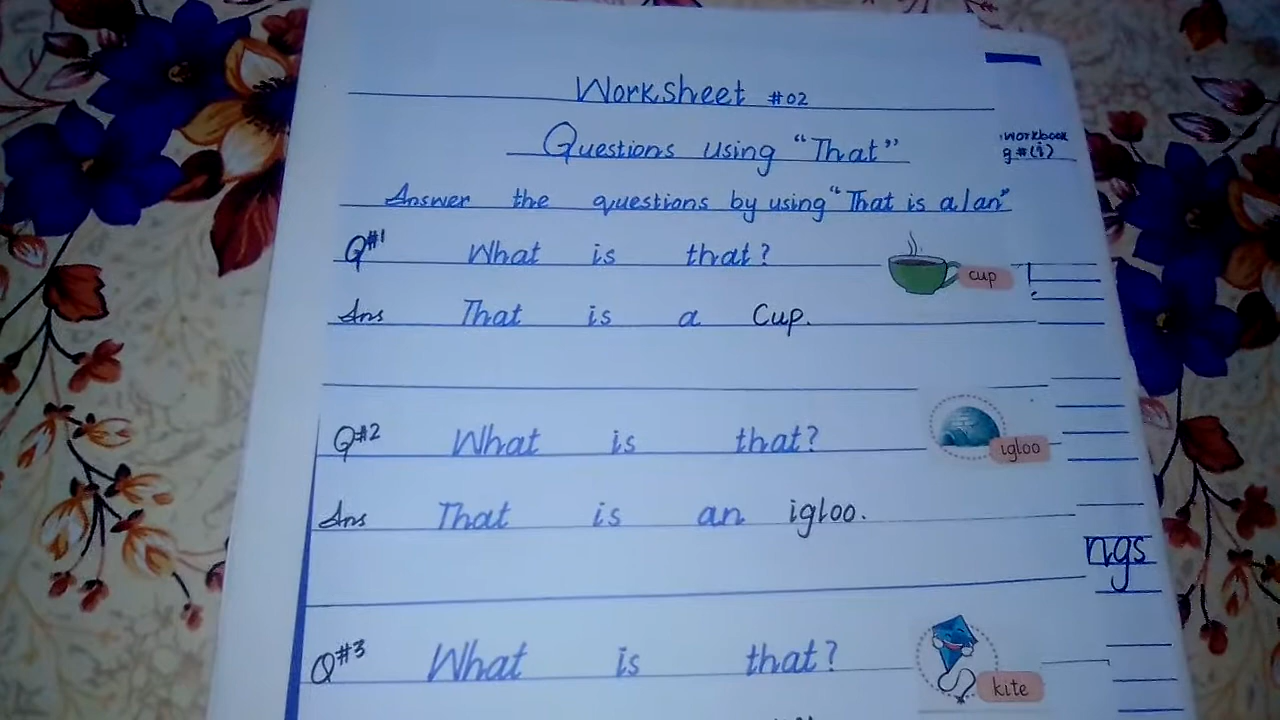 Worksheet #02
Questions using "That"
workbook
g#(i)
Answer the questions by using "That is a/an"
Q#1 What is that?
cup
Ans That is a Cup.
Q#2 What is that?
igloo
Ans That is an igloo.
ngs
Q#3 What is that?
kite